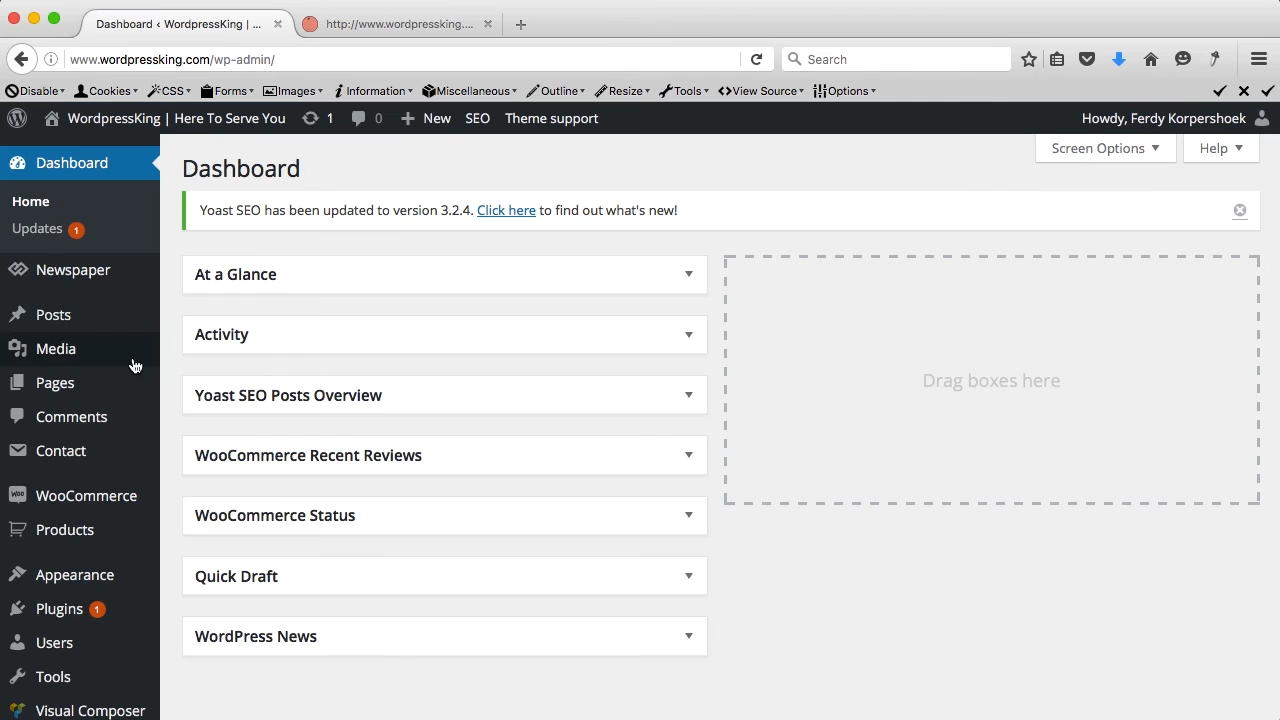 Dashboard ‹ WordpressKing | ...
http://www.wordpressking....
www.wordpressking.com/wp-admin/
Search
Disable
Cookies
CSS
Forms
Images
Information
Miscellaneous
Outline
Resize
Tools
View Source
Options
WordpressKing | Here To Serve You
1
0
New
SEO
Theme support
Howdy, Ferdy Korpershoek
Dashboard
Home
Updates 1
Newspaper
Posts
Media
Pages
Comments
Contact
WooCommerce
Products
Appearance
Plugins 1
Users
Tools
Visual Composer
Screen Options
Help
Dashboard
Yoast SEO has been updated to version 3.2.4. Click here to find out what's new!
At a Glance
Activity
Yoast SEO Posts Overview
WooCommerce Recent Reviews
WooCommerce Status
Quick Draft
WordPress News
Drag boxes here